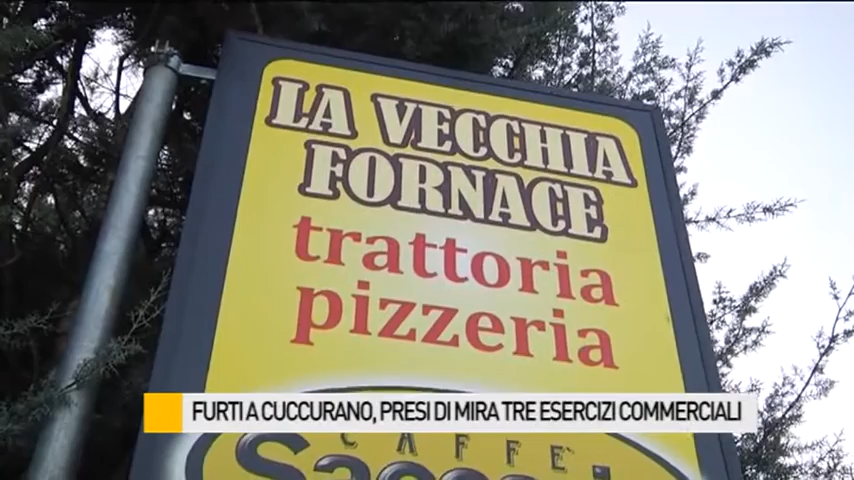 LA VECCHIA
FORNACE
trattoria
pizzeria
FURTI A CUCCURANO, PRESI DI MIRA TRE ESERCIZI COMMERCIALI
CAFFÈ